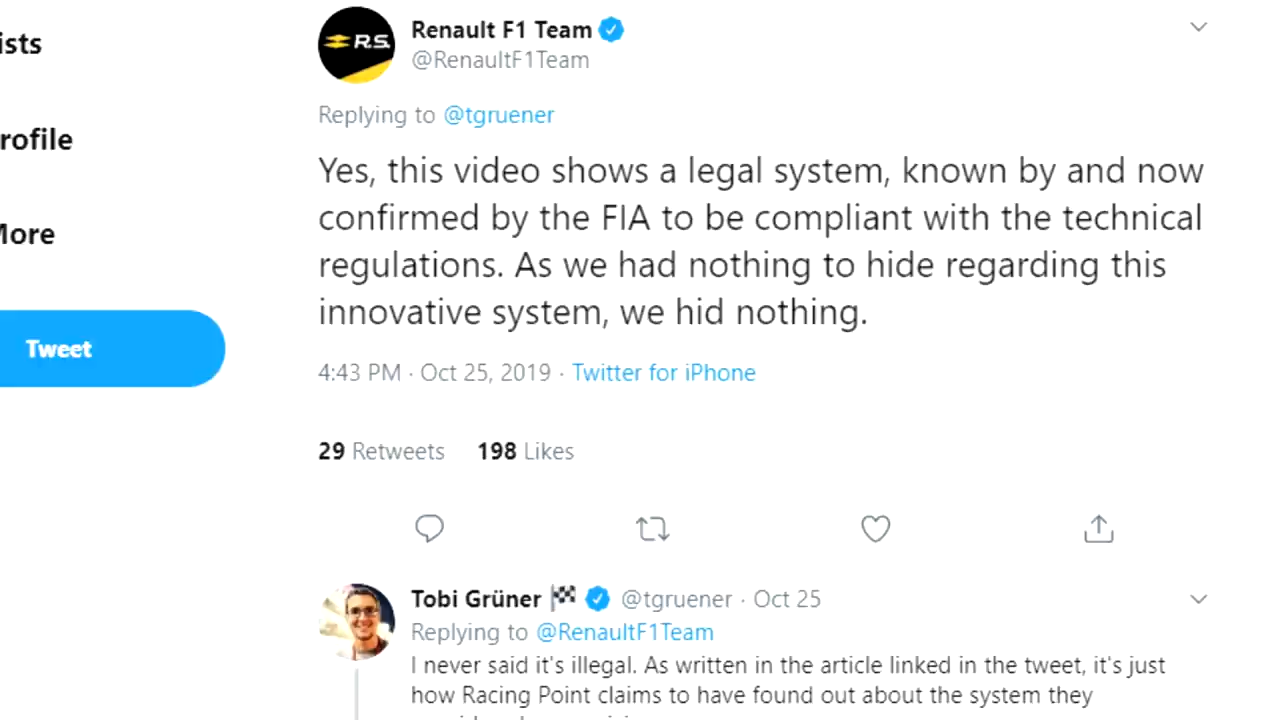 ists
rofile
More
Tweet
R.S.
Renault F1 Team
@RenaultF1Team
Replying to @tgruener
Yes, this video shows a legal system, known by and now
confirmed by the FIA to be compliant with the technical
regulations. As we had nothing to hide regarding this
innovative system, we hid nothing.
4:43 PM · Oct 25, 2019 · Twitter for iPhone
29 Retweets 198 Likes
Tobi Grüner 🏁 @tgruener · Oct 25
Replying to @RenaultF1Team
I never said it's illegal. As written in the article linked in the tweet, it's just
how Racing Point claims to have found out about the system they